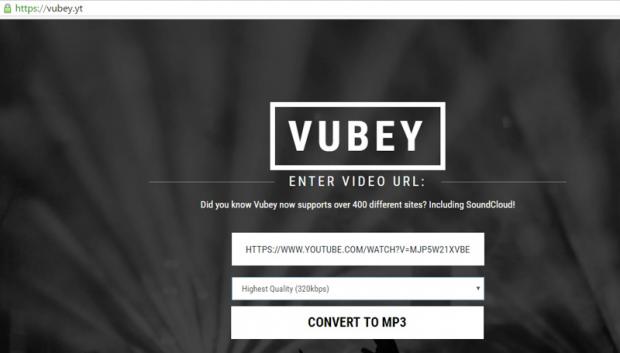 https://vubey.yt
VUBEY
ENTER VIDEO URL:
Did you know Vubey now supports over 400 different sites? Including SoundCloud!
HTTPS://WWW.YOUTUBE.COM/WATCH?V=MJP5W21XVBE
Highest Quality (320kbps)
CONVERT TO MP3